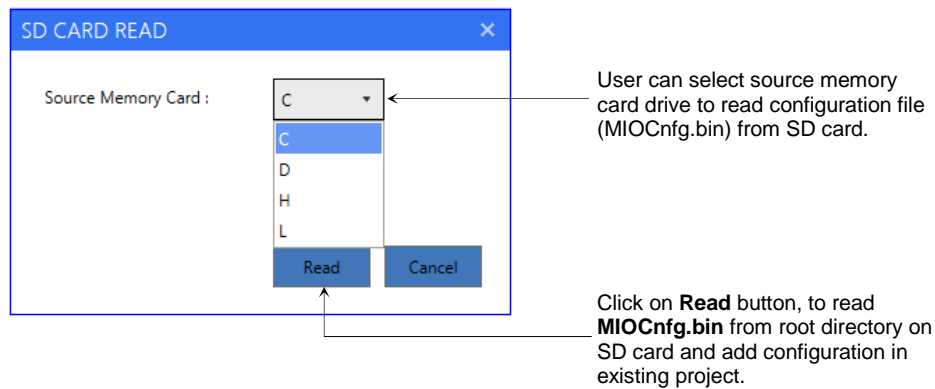 SD CARD READ
Source Memory Card :
C
C
D
H
L
Read
Cancel
User can select source memory
card drive to read configuration file
(MIOCnfg.bin) from SD card.
Click on Read button, to read
MIOCnfg.bin from root directory on
SD card and add configuration in
existing project.